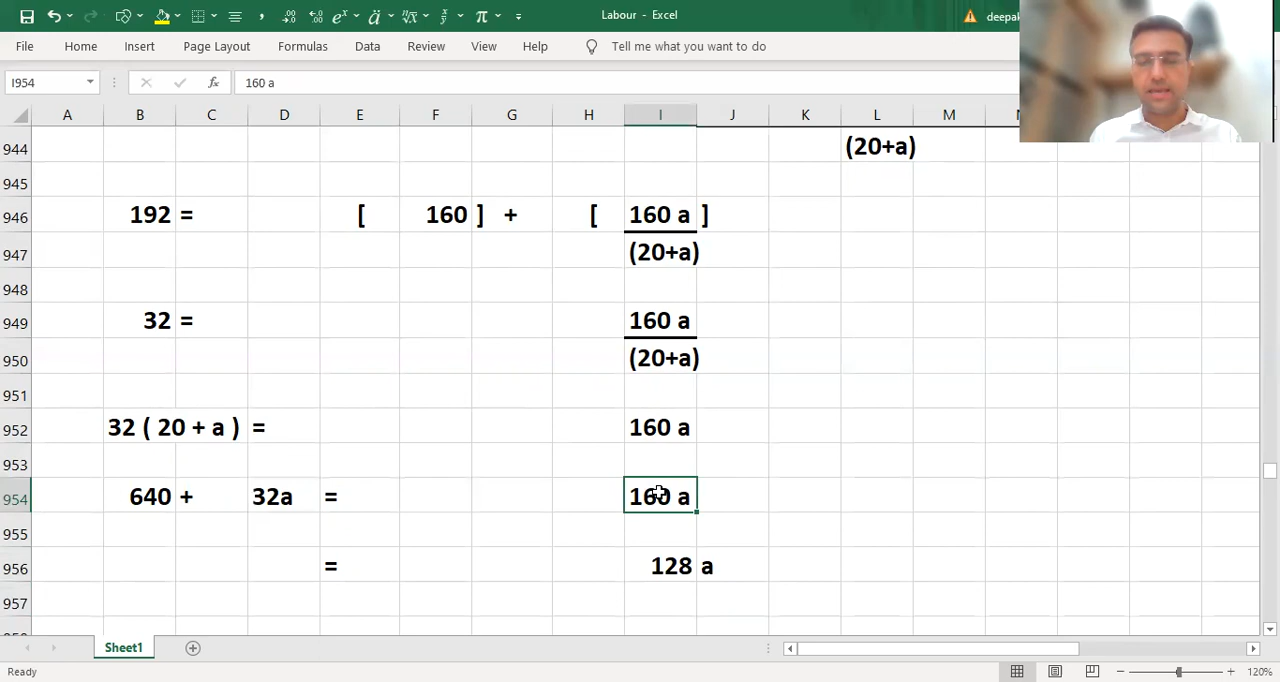 Labour - Excel
deepak
File Home Insert Page Layout Formulas Data Review View Help Tell me what you want to do
I954 fx 160 a
A B C D E F G H I J K L M
944 (20+a)
945
946 192 = [ 160 ] + [ 160 a ]
947 (20+a)
948
949 32 = 160 a
950 (20+a)
951
952 32 ( 20 + a ) = 160 a
953
954 640 + 32a = 160 a
955
956 = 128 a
957
Sheet1
Ready 120%